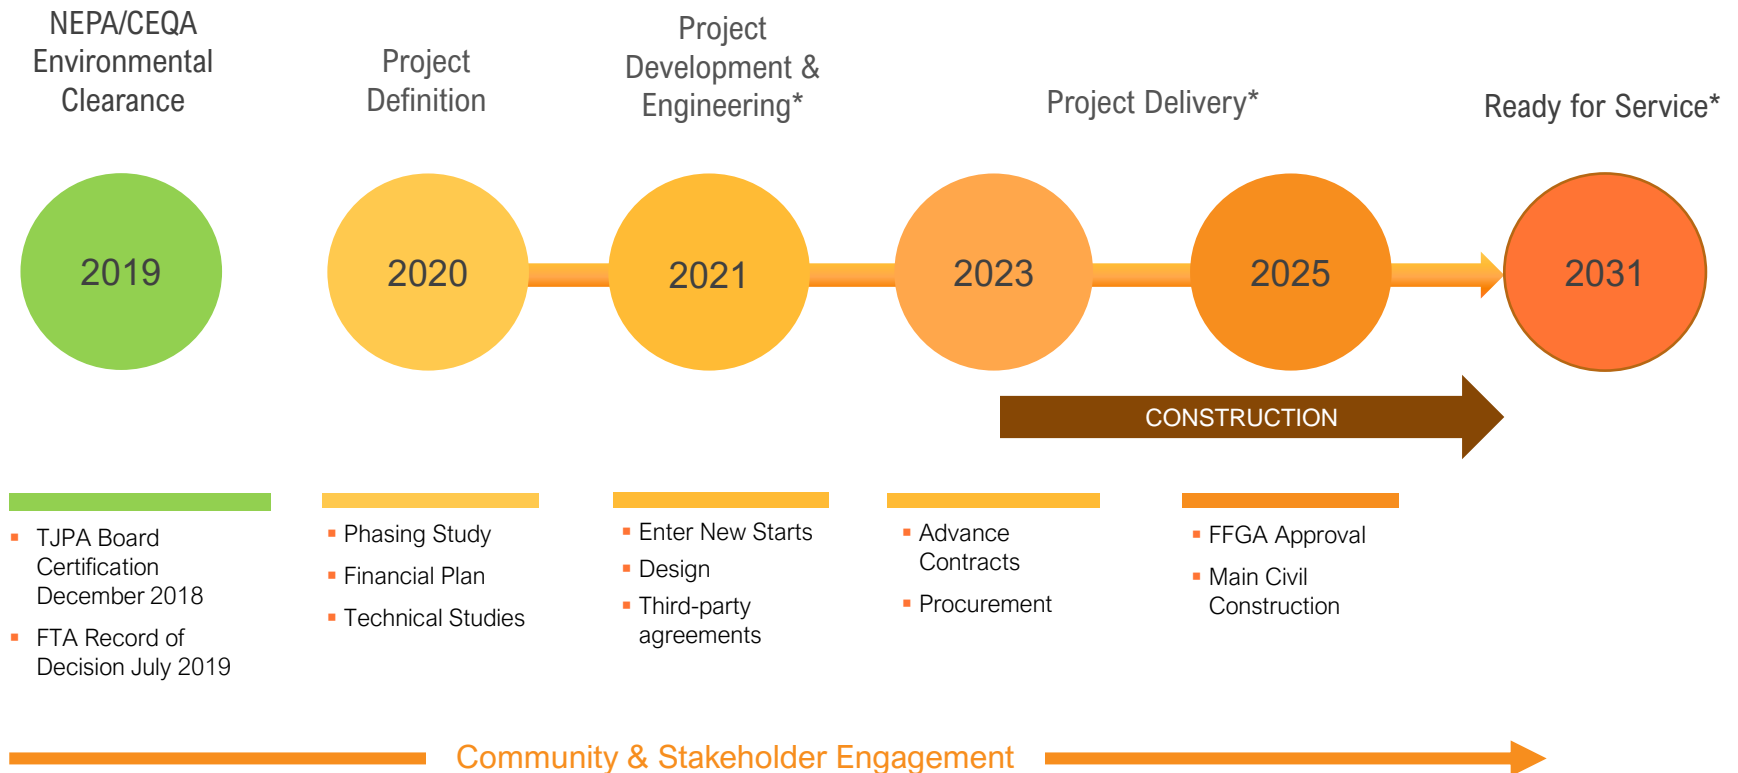 NEPA/CEQA
Environmental
Clearance
Project
Definition
Project
Development &
Engineering*
Project Delivery*
Ready for Service*
2019
2020
2021
2023
2025
2031
CONSTRUCTION
▪ TJPA Board
Certification
December 2018
▪ FTA Record of
Decision July 2019
▪ Phasing Study
▪ Financial Plan
▪ Technical Studies
▪ Enter New Starts
▪ Design
▪ Third-party
agreements
▪ Advance
Contracts
▪ Procurement
▪ FFGA Approval
▪ Main Civil
Construction
Community & Stakeholder Engagement